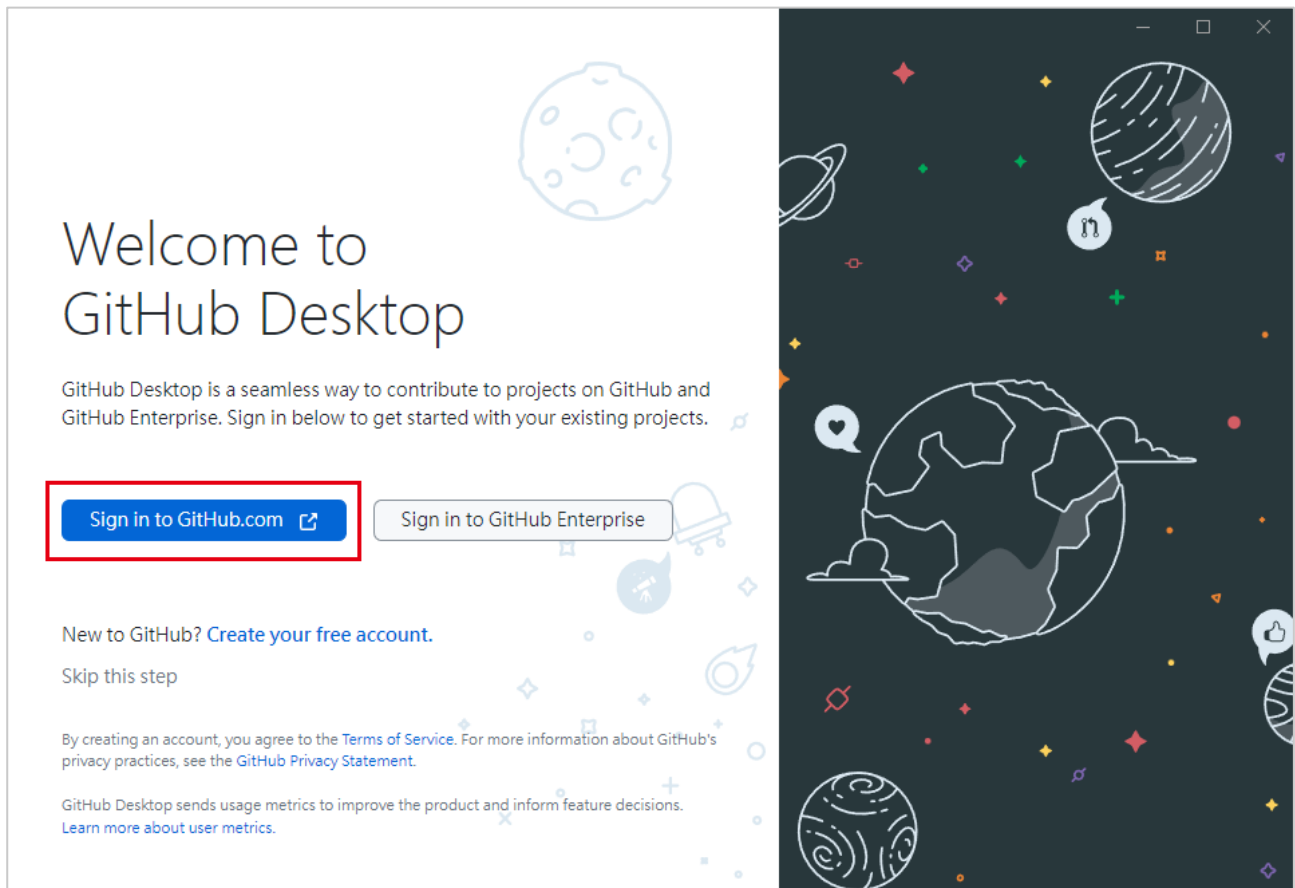 Welcome to
GitHub Desktop
GitHub Desktop is a seamless way to contribute to projects on GitHub and
GitHub Enterprise. Sign in below to get started with your existing projects.
Sign in to GitHub.com
Sign in to GitHub Enterprise
New to GitHub? Create your free account.
Skip this step
By creating an account, you agree to the Terms of Service. For more information about GitHub's
privacy practices, see the GitHub Privacy Statement.
GitHub Desktop sends usage metrics to improve the product and inform feature decisions.
Learn more about user metrics.